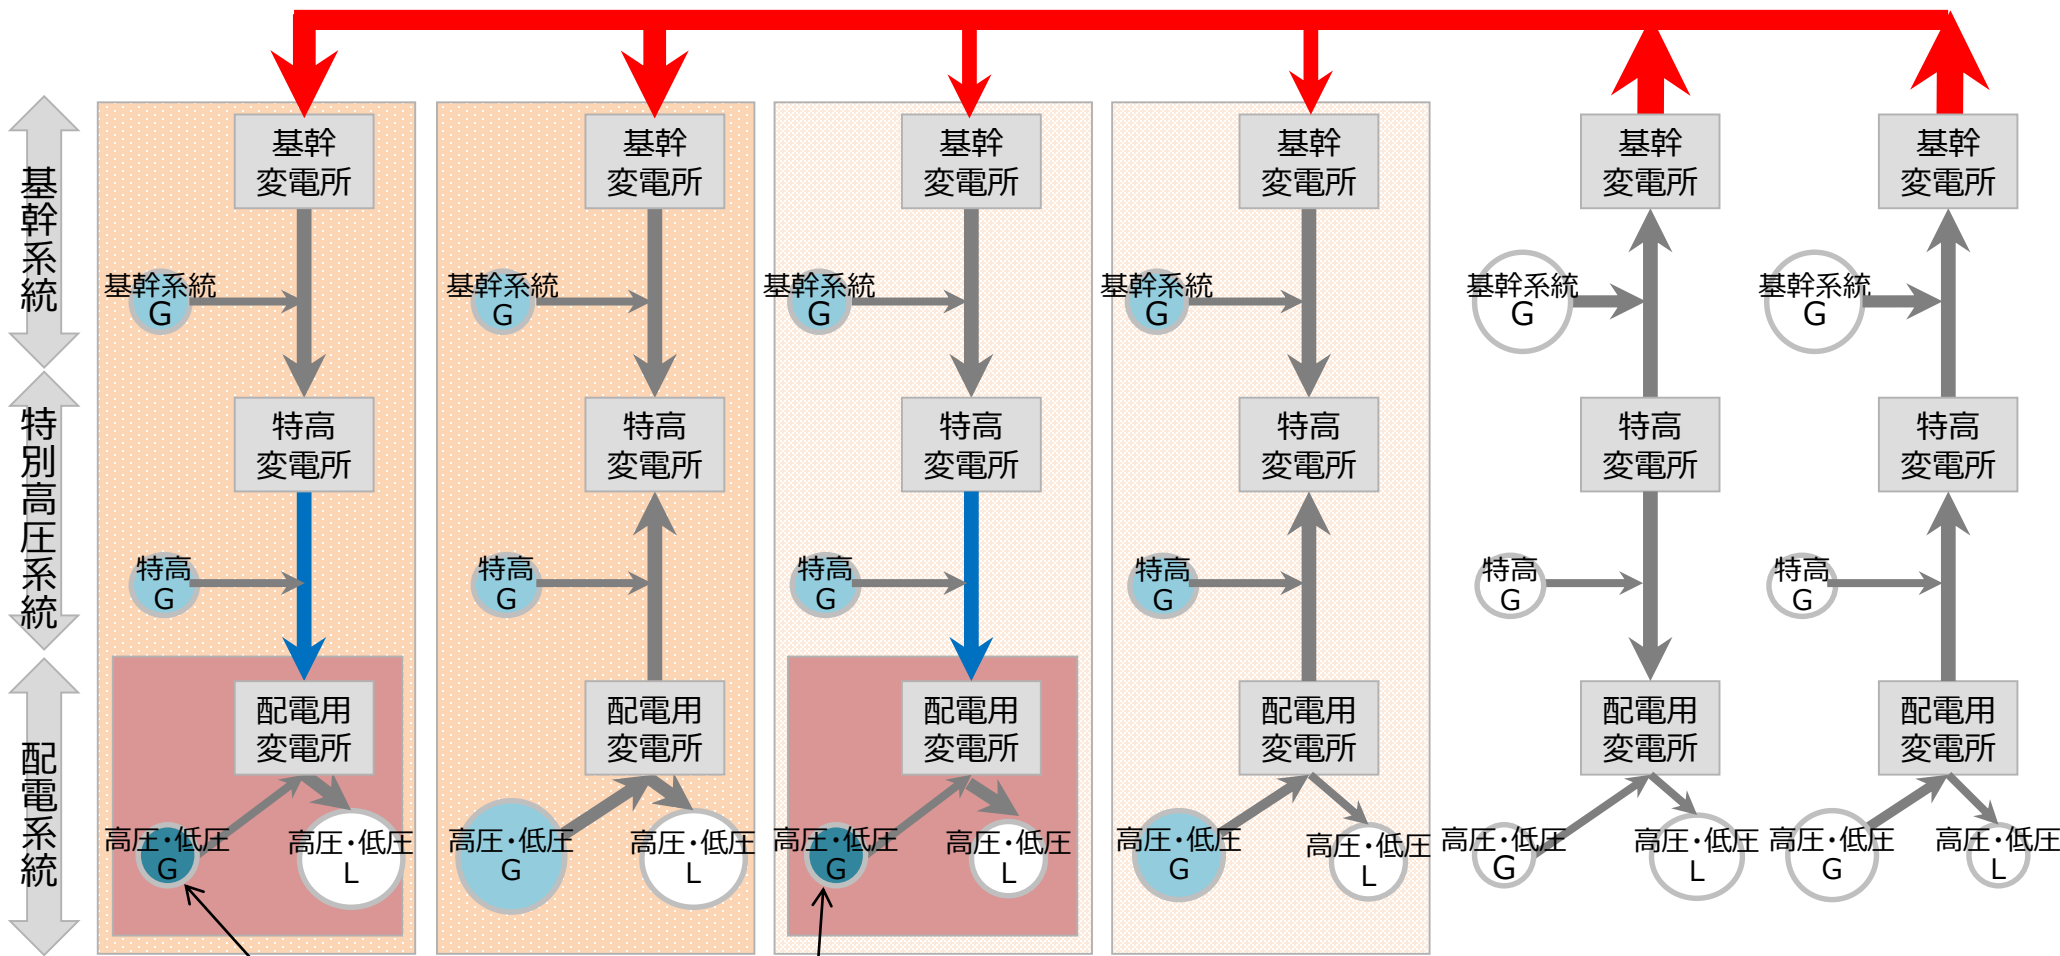 基幹系統
特別高圧系統
配電系統
基幹
変電所
基幹系統
G
特高
変電所
特高
G
配電用
変電所
高圧・低圧
G
高圧・低圧
L
基幹
変電所
基幹系統
G
特高
変電所
特高
G
配電用
変電所
高圧・低圧
G
高圧・低圧
L
基幹
変電所
基幹系統
G
特高
変電所
特高
G
配電用
変電所
高圧・低圧
G
高圧・低圧
L
基幹
変電所
基幹系統
G
特高
変電所
特高
G
配電用
変電所
高圧・低圧
G
高圧・低圧
L
基幹
変電所
基幹系統
G
特高
変電所
特高
G
配電用
変電所
高圧・低圧
G
高圧・低圧
L
基幹
変電所
基幹系統
G
特高
変電所
特高
G
配電用
変電所
高圧・低圧
G
高圧・低圧
L